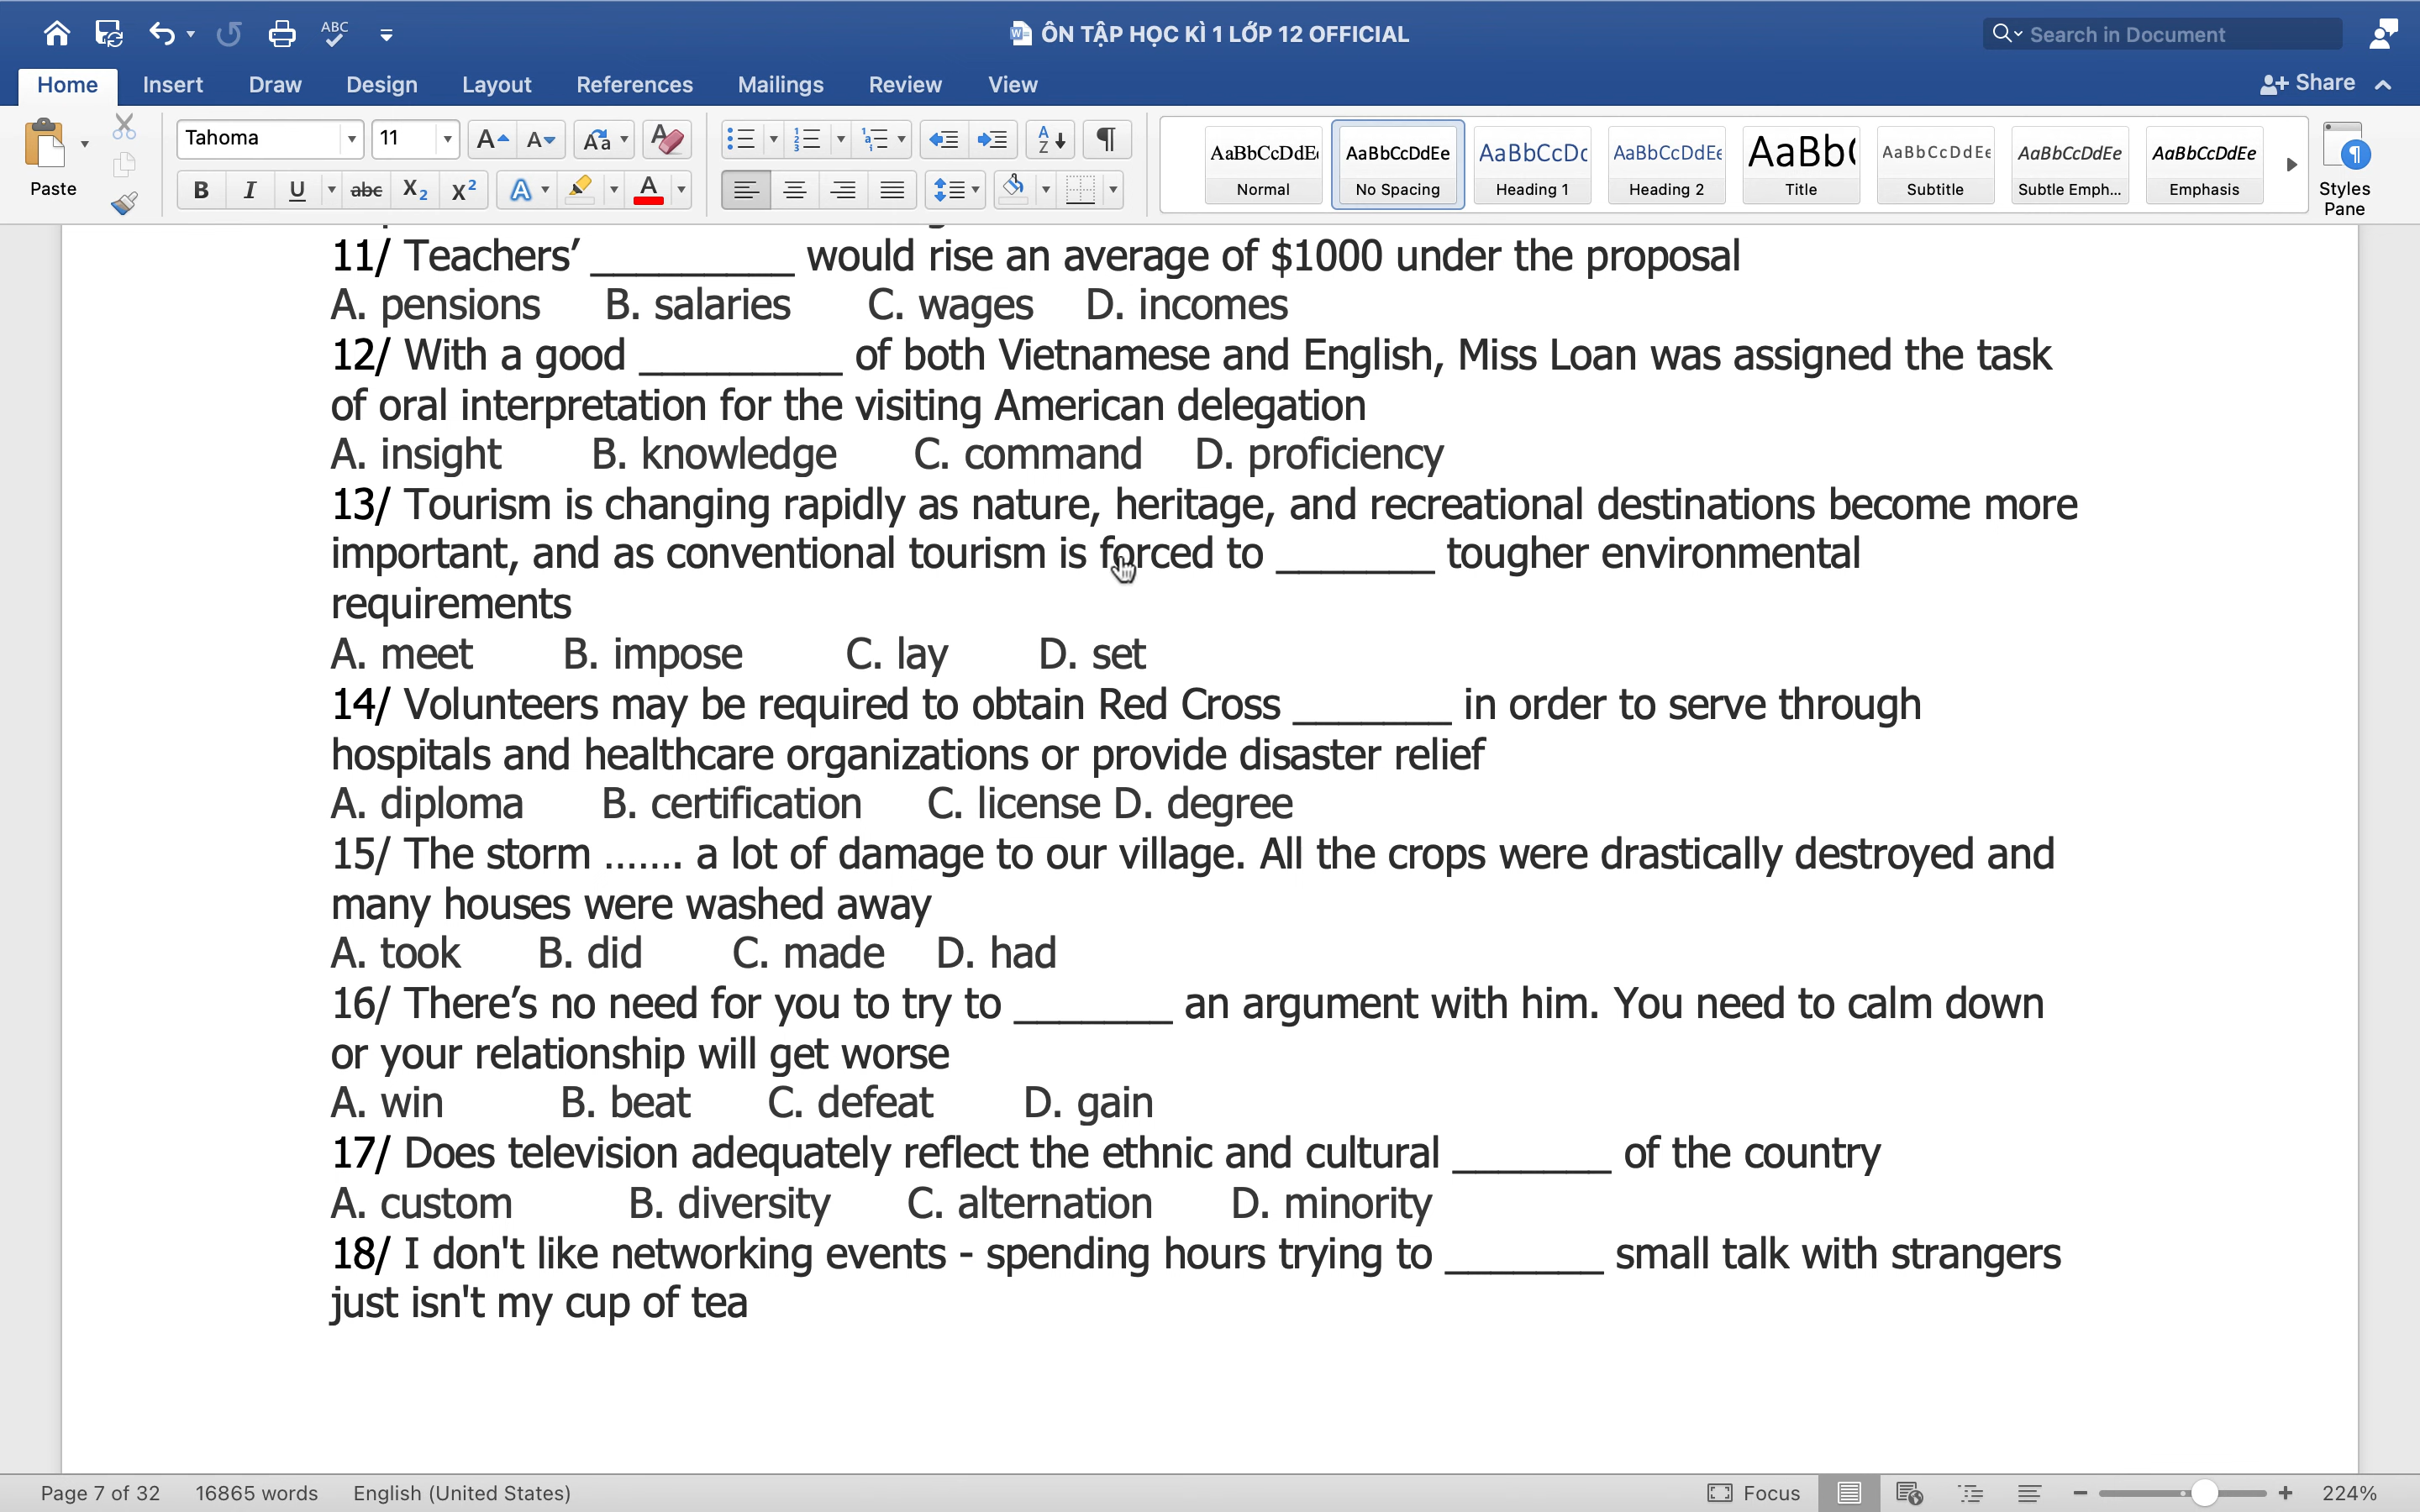 ABC
ÔN TẬP HỌC KÌ 1 LỚP 12 OFFICIAL
Search in Document
Home Insert Draw Design Layout References Mailings Review View Share
Paste
Tahoma 11
AaBbCcDdEe Normal
AaBbCcDdEe No Spacing
AaBbCcDc Heading 1
AaBbCcDdEe Heading 2
AaBb( Title
AaBbCcDdEe Subtitle
AaBbCcDdEe Subtle Emph...
AaBbCcDdEe Emphasis
Styles Pane
11/ Teachers’ _________ would rise an average of $1000 under the proposal
A. pensions B. salaries C. wages D. incomes
12/ With a good _________ of both Vietnamese and English, Miss Loan was assigned the task
of oral interpretation for the visiting American delegation
A. insight B. knowledge C. command D. proficiency
13/ Tourism is changing rapidly as nature, heritage, and recreational destinations become more
important, and as conventional tourism is forced to _______ tougher environmental
requirements
A. meet B. impose C. lay D. set
14/ Volunteers may be required to obtain Red Cross _______ in order to serve through
hospitals and healthcare organizations or provide disaster relief
A. diploma B. certification C. license D. degree
15/ The storm ....... a lot of damage to our village. All the crops were drastically destroyed and
many houses were washed away
A. took B. did C. made D. had
16/ There’s no need for you to try to _______ an argument with him. You need to calm down
or your relationship will get worse
A. win B. beat C. defeat D. gain
17/ Does television adequately reflect the ethnic and cultural _______ of the country
A. custom B. diversity C. alternation D. minority
18/ I don't like networking events - spending hours trying to _______ small talk with strangers
just isn't my cup of tea
Page 7 of 32 16865 words English (United States) Focus 224%